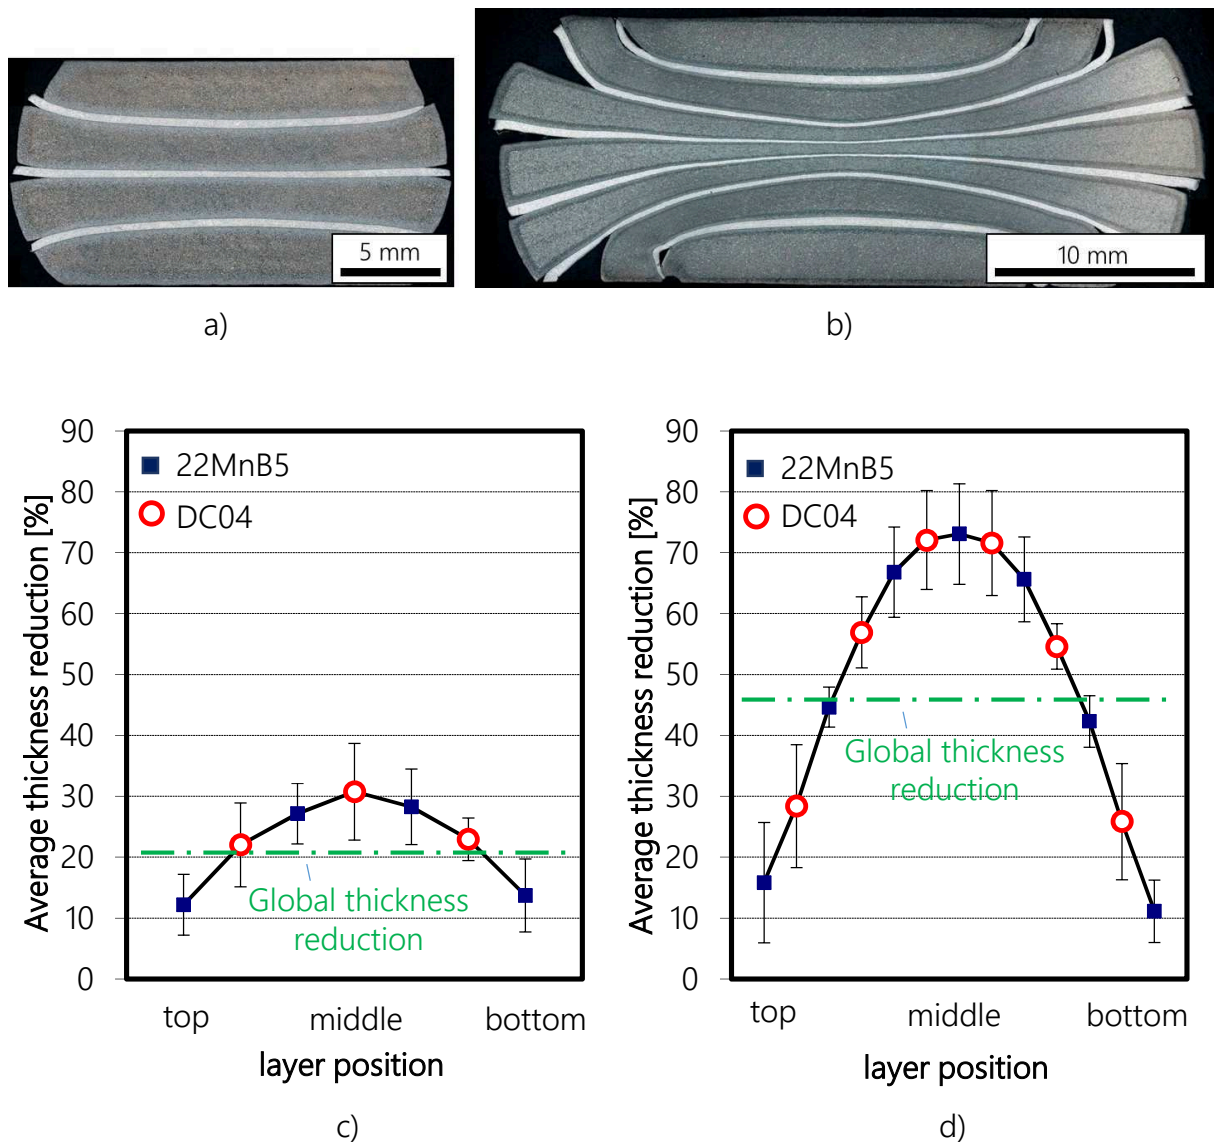 5 mm
10 mm
a)
b)
90
80
70
60
50
40
30
20
10
0
Average thickness reduction [%]
22MnB5
DC04
Global thickness
reduction
top
middle
bottom
layer position
c)
90
80
70
60
50
40
30
20
10
0
Average thickness reduction [%]
22MnB5
DC04
Global thickness
reduction
top
middle
bottom
layer position
d)